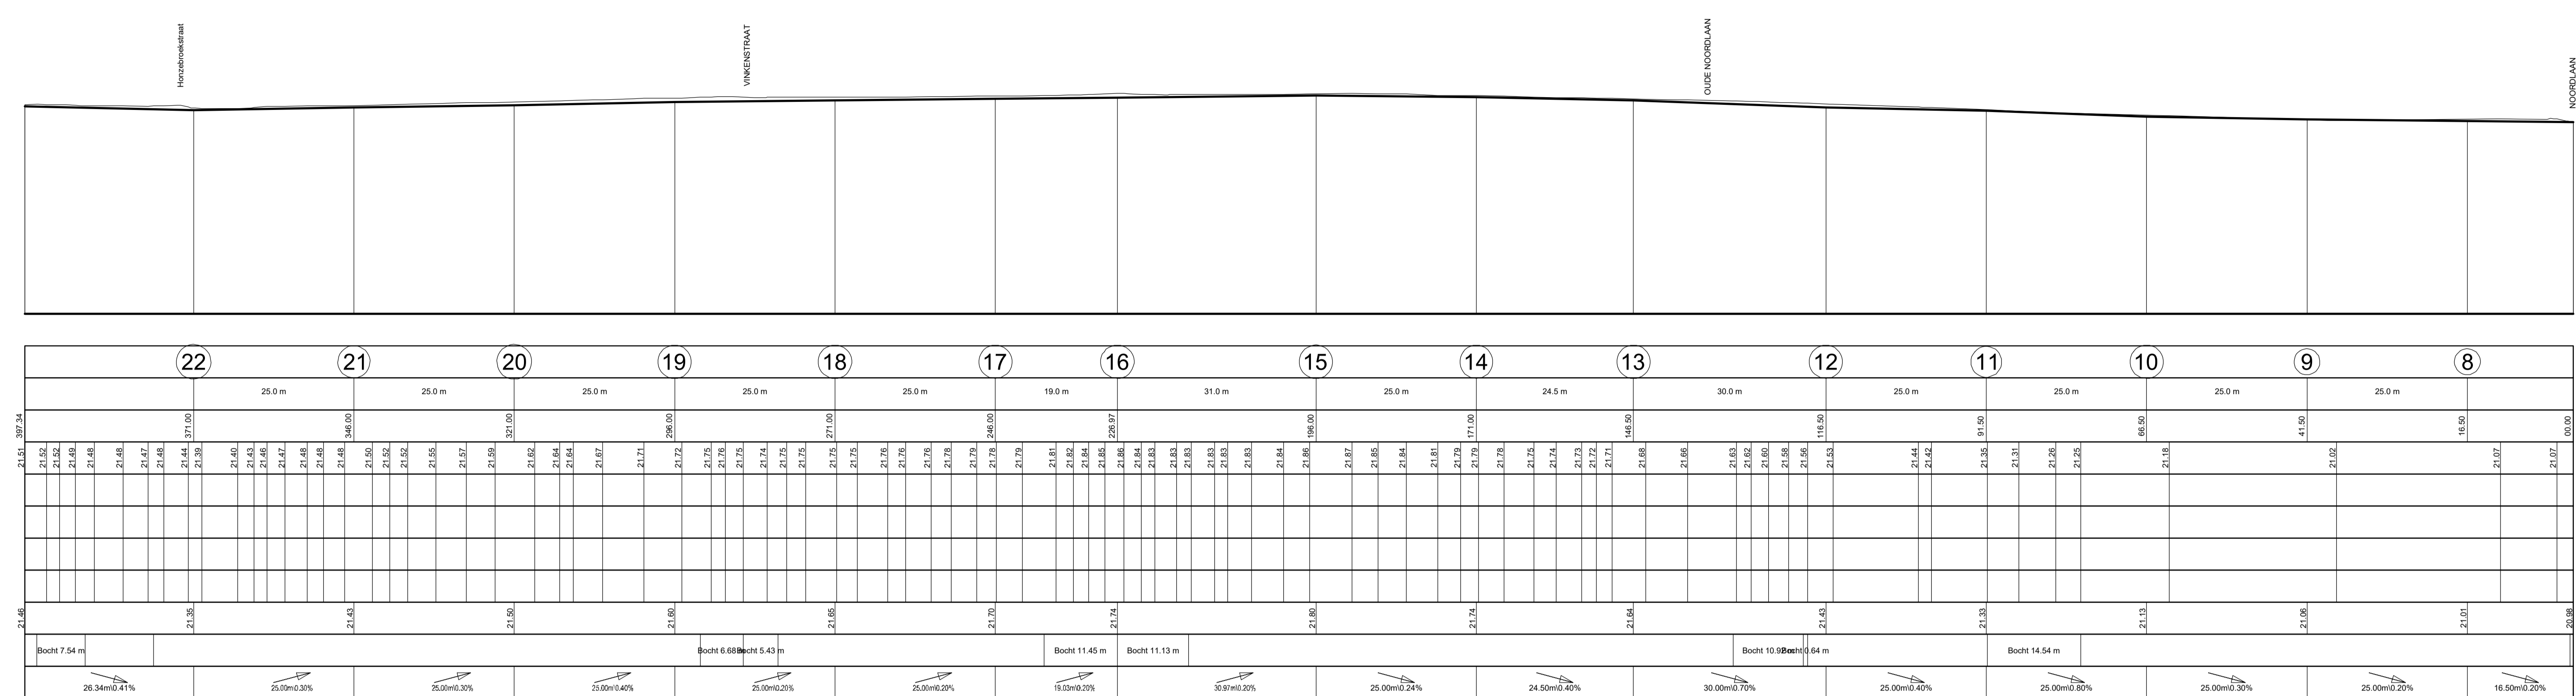 Honzebroekstraat
VINKENSTRAAT
OUDE NOORDLAAN
NOORDLAAN
22 21 20 19 18 17 16 15 14 13 12 11 10 9 8
25.0 m 25.0 m 25.0 m 25.0 m 25.0 m 19.0 m 31.0 m 25.0 m 24.5 m 30.0 m 25.0 m 25.0 m 25.0 m 25.0 m
397.34 371.00 346.00 321.00 296.00 271.00 246.00 226.97 196.00 171.00 146.50 116.50 91.50 66.50 41.50 16.50 00.00
21.51 21.52 21.52 21.49 21.48 21.48 21.47 21.48 21.44 21.39 21.40 21.43 21.46 21.47 21.48 21.48 21.48 21.50 21.52 21.52 21.55 21.57 21.59 21.62 21.64 21.64 21.67 21.71 21.72 21.75 21.76 21.75 21.74 21.75 21.75 21.75 21.75 21.76 21.76 21.76 21.78 21.79 21.78 21.79 21.81 21.82 21.84 21.85 21.86 21.84 21.83 21.83 21.83 21.83 21.83 21.83 21.84 21.86 21.87 21.85 21.84 21.81 21.79 21.79 21.78 21.75 21.74 21.73 21.72 21.71 21.68 21.66 21.63 21.62 21.60 21.58 21.56 21.53 21.44 21.42 21.35 21.31 21.26 21.25 21.18 21.02 21.07 21.07
21.46 21.35 21.43 21.50 21.60 21.65 21.70 21.74 21.80 21.74 21.64 21.43 21.33 21.13 21.06 21.01 20.98
Bocht 7.54 m Bocht 6.68 m Bocht 5.43 m Bocht 11.45 m Bocht 11.13 m Bocht 10.92 m Bocht 0.64 m Bocht 14.54 m
26.34m\0.41% 25.00m\0.30% 25.00m\0.30% 25.00m\0.40% 25.00m\0.20% 25.00m\0.20% 19.03m\0.20% 30.97m\0.20% 25.00m\0.24% 24.50m\0.40% 30.00m\0.70% 25.00m\0.40% 25.00m\0.80% 25.00m\0.30% 25.00m\0.20% 16.50m\0.20%